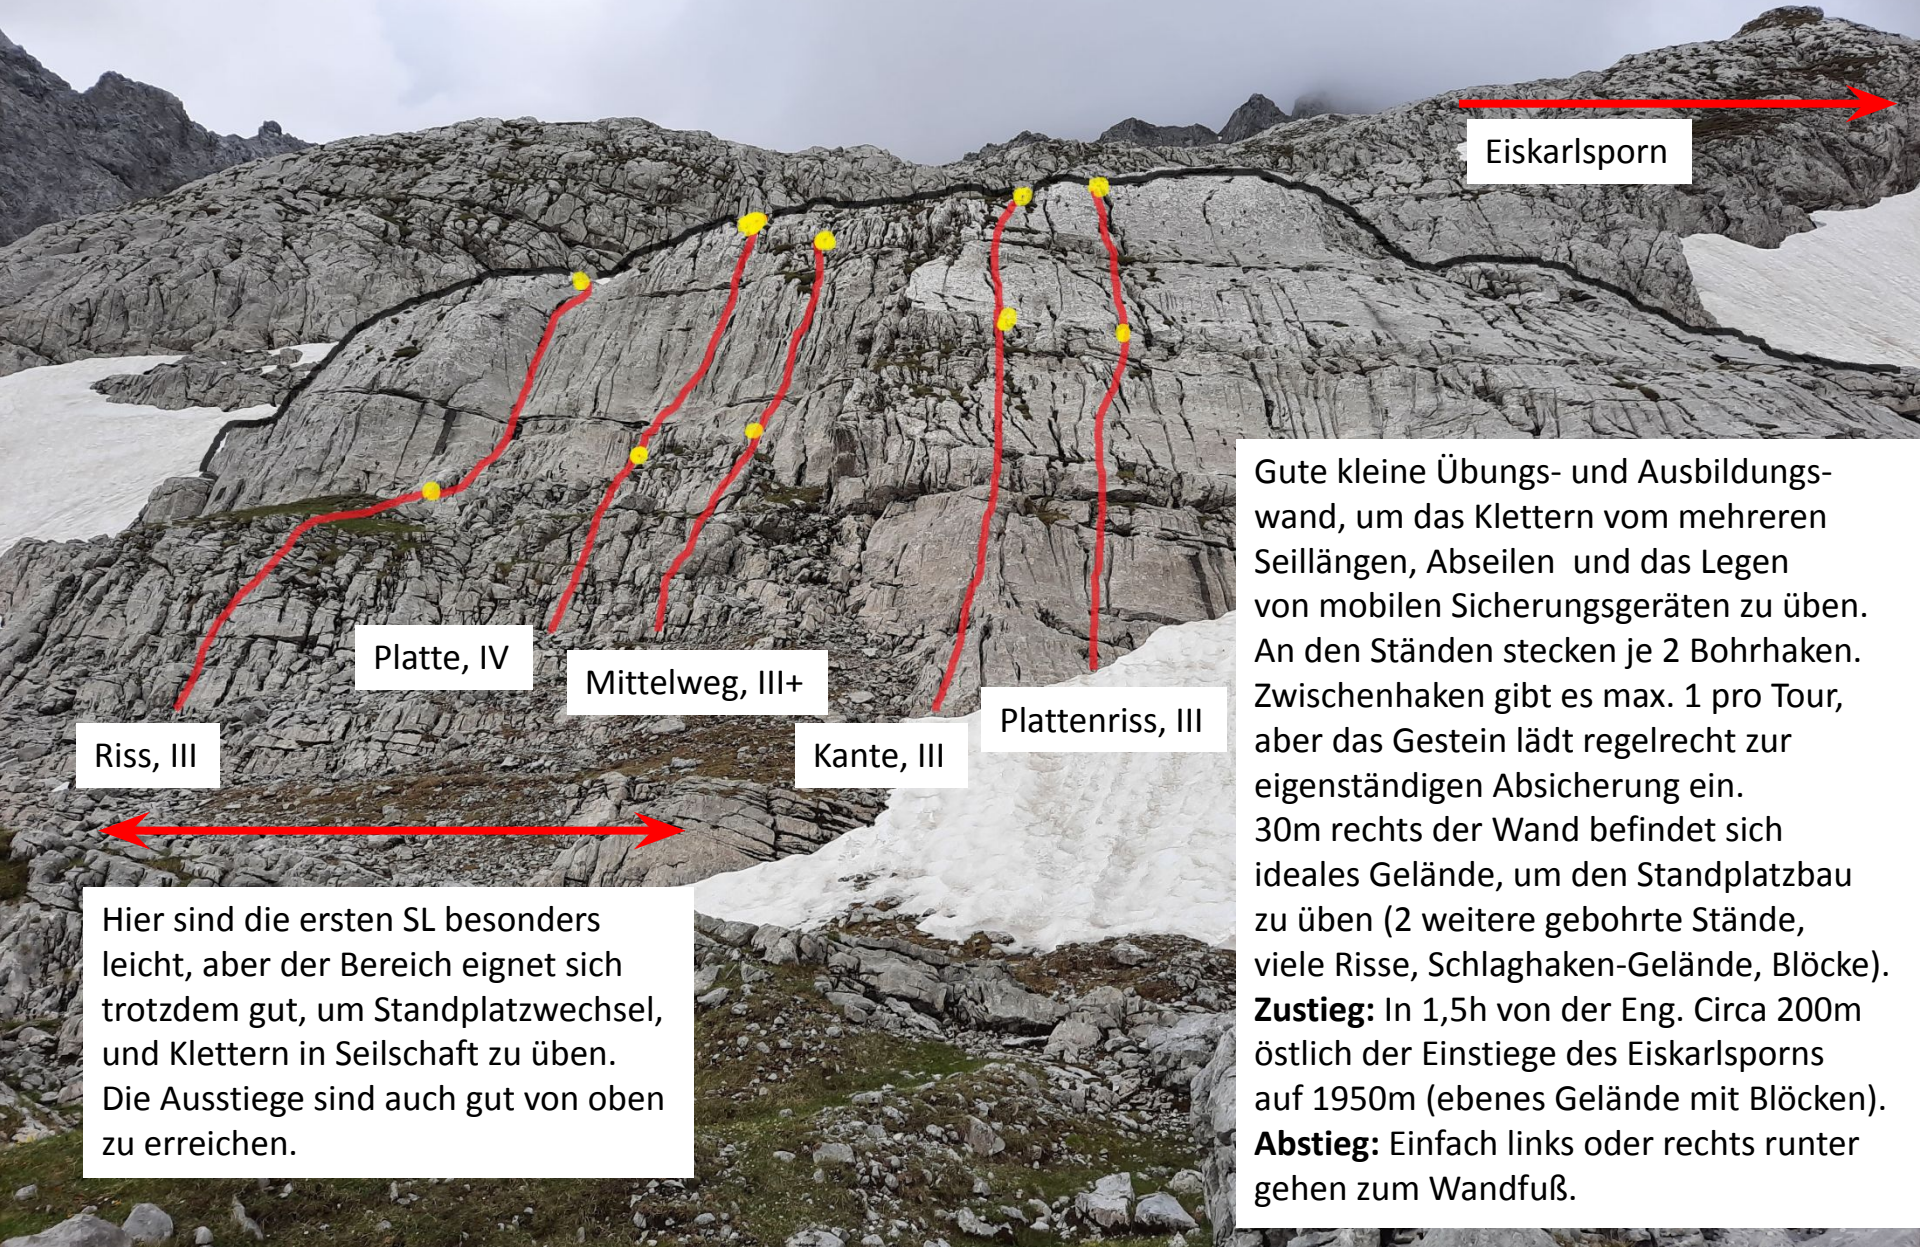 Eiskarlsporn
Platte, IV
Mittelweg, III+
Plattenriss, III
Riss, III
Kante, III
Hier sind die ersten SL besonders
leicht, aber der Bereich eignet sich
trotzdem gut, um Standplatzwechsel,
und Klettern in Seilschaft zu üben.
Die Ausstiege sind auch gut von oben
zu erreichen.
Gute kleine Übungs- und Ausbildungs-
wand, um das Klettern vom mehreren
Seillängen, Abseilen  und das Legen
von mobilen Sicherungsgeräten zu üben.
An den Ständen stecken je 2 Bohrhaken.
Zwischenhaken gibt es max. 1 pro Tour,
aber das Gestein lädt regelrecht zur
eigenständigen Absicherung ein.
30m rechts der Wand befindet sich
ideales Gelände, um den Standplatzbau
zu üben (2 weitere gebohrte Stände,
viele Risse, Schlaghaken-Gelände, Blöcke).
Zustieg: In 1,5h von der Eng. Circa 200m
östlich der Einstiege des Eiskarlsporns
auf 1950m (ebenes Gelände mit Blöcken).
Abstieg: Einfach links oder rechts runter
gehen zum Wandfuß.